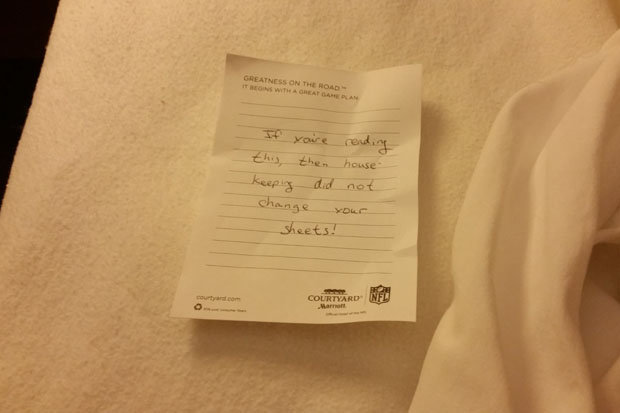 GREATNESS ON THE ROAD™
IT BEGINS WITH A GREAT GAME PLAN
If you're reading
this, then house-
keeping did not
change your
sheets!
courtyard.com
COURTYARD®
Marriott
NFL